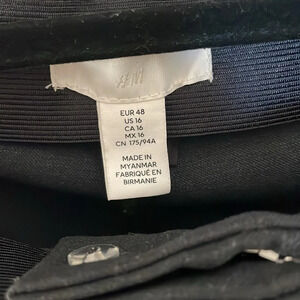 H&M
EUR 48
US 16
CA 16
MX 16
CN 175/94A
MADE IN
MYANMAR
FABRIQUÉ EN
BIRMANIE